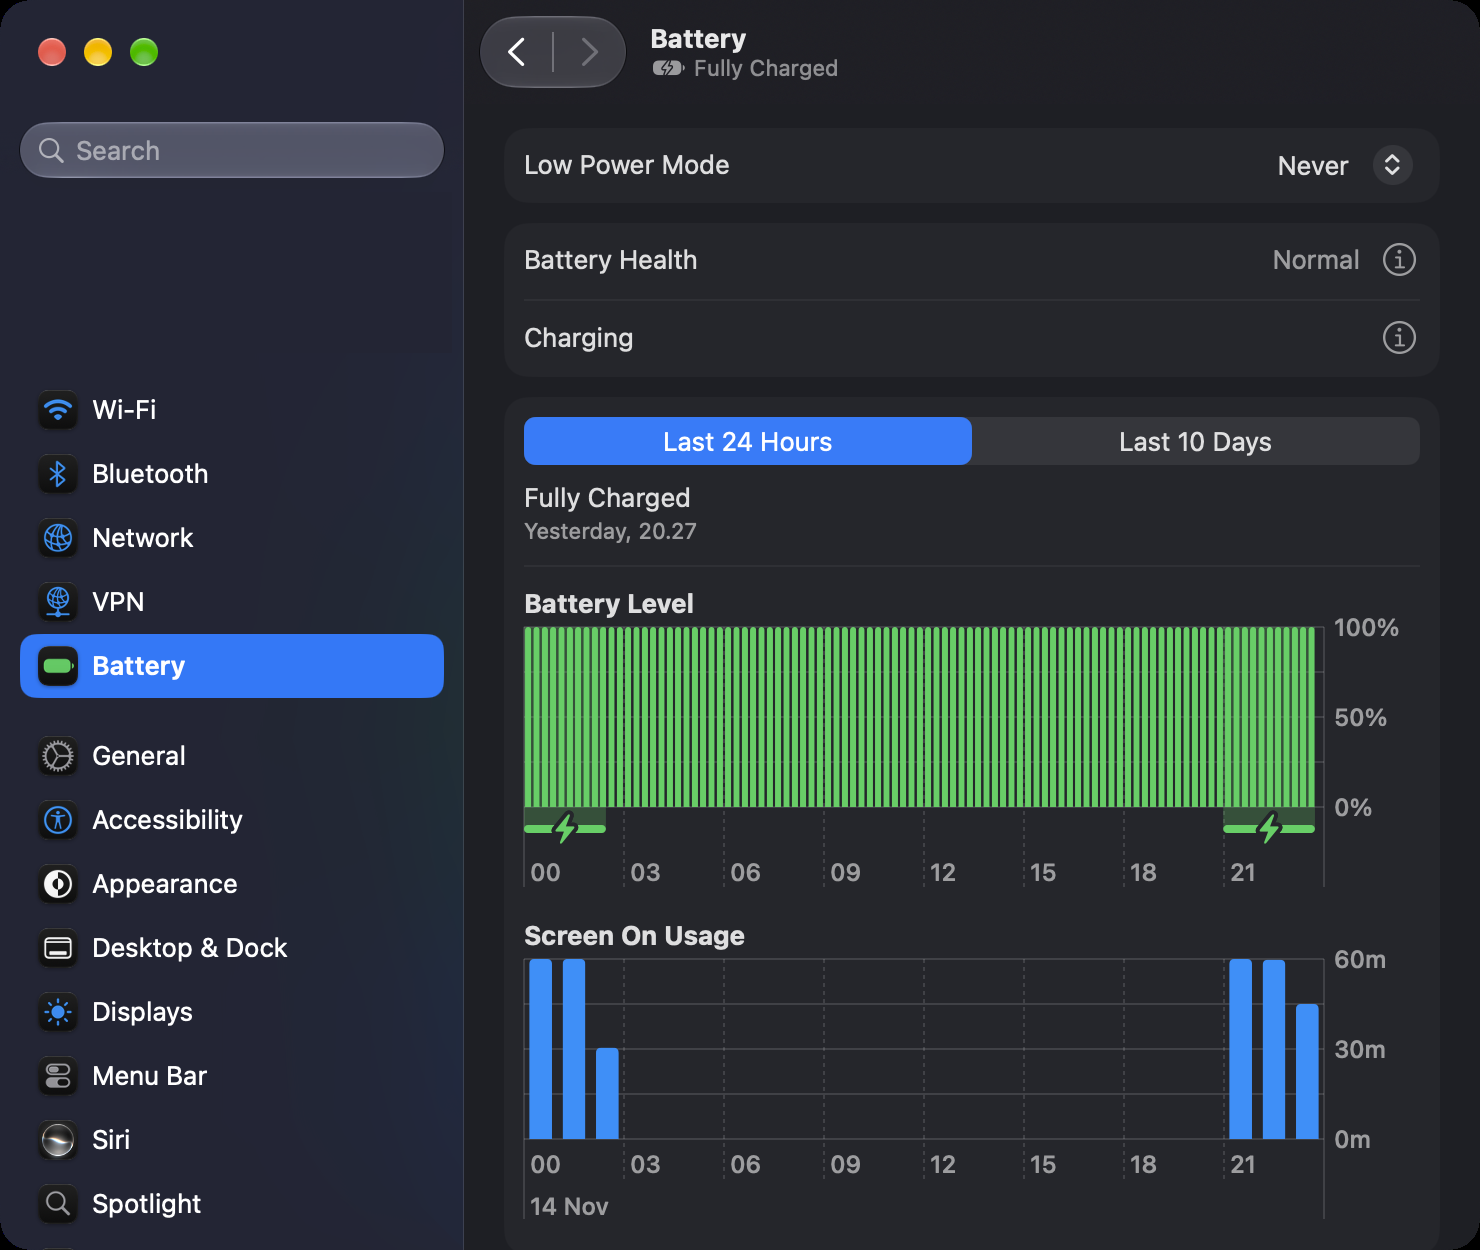 Search
Wi-Fi
Bluetooth
Network
VPN
Battery
General
Accessibility
Appearance
Desktop & Dock
Displays
Menu Bar
Siri
Spotlight
Battery
Fully Charged
Low Power Mode Never
Battery Health Normal
Charging
Last 24 Hours Last 10 Days
Fully Charged
Yesterday, 20.27
Battery Level
100%
50%
0%
00 03 06 09 12 15 18 21
Screen On Usage
60m
30m
0m
00 03 06 09 12 15 18 21
14 Nov